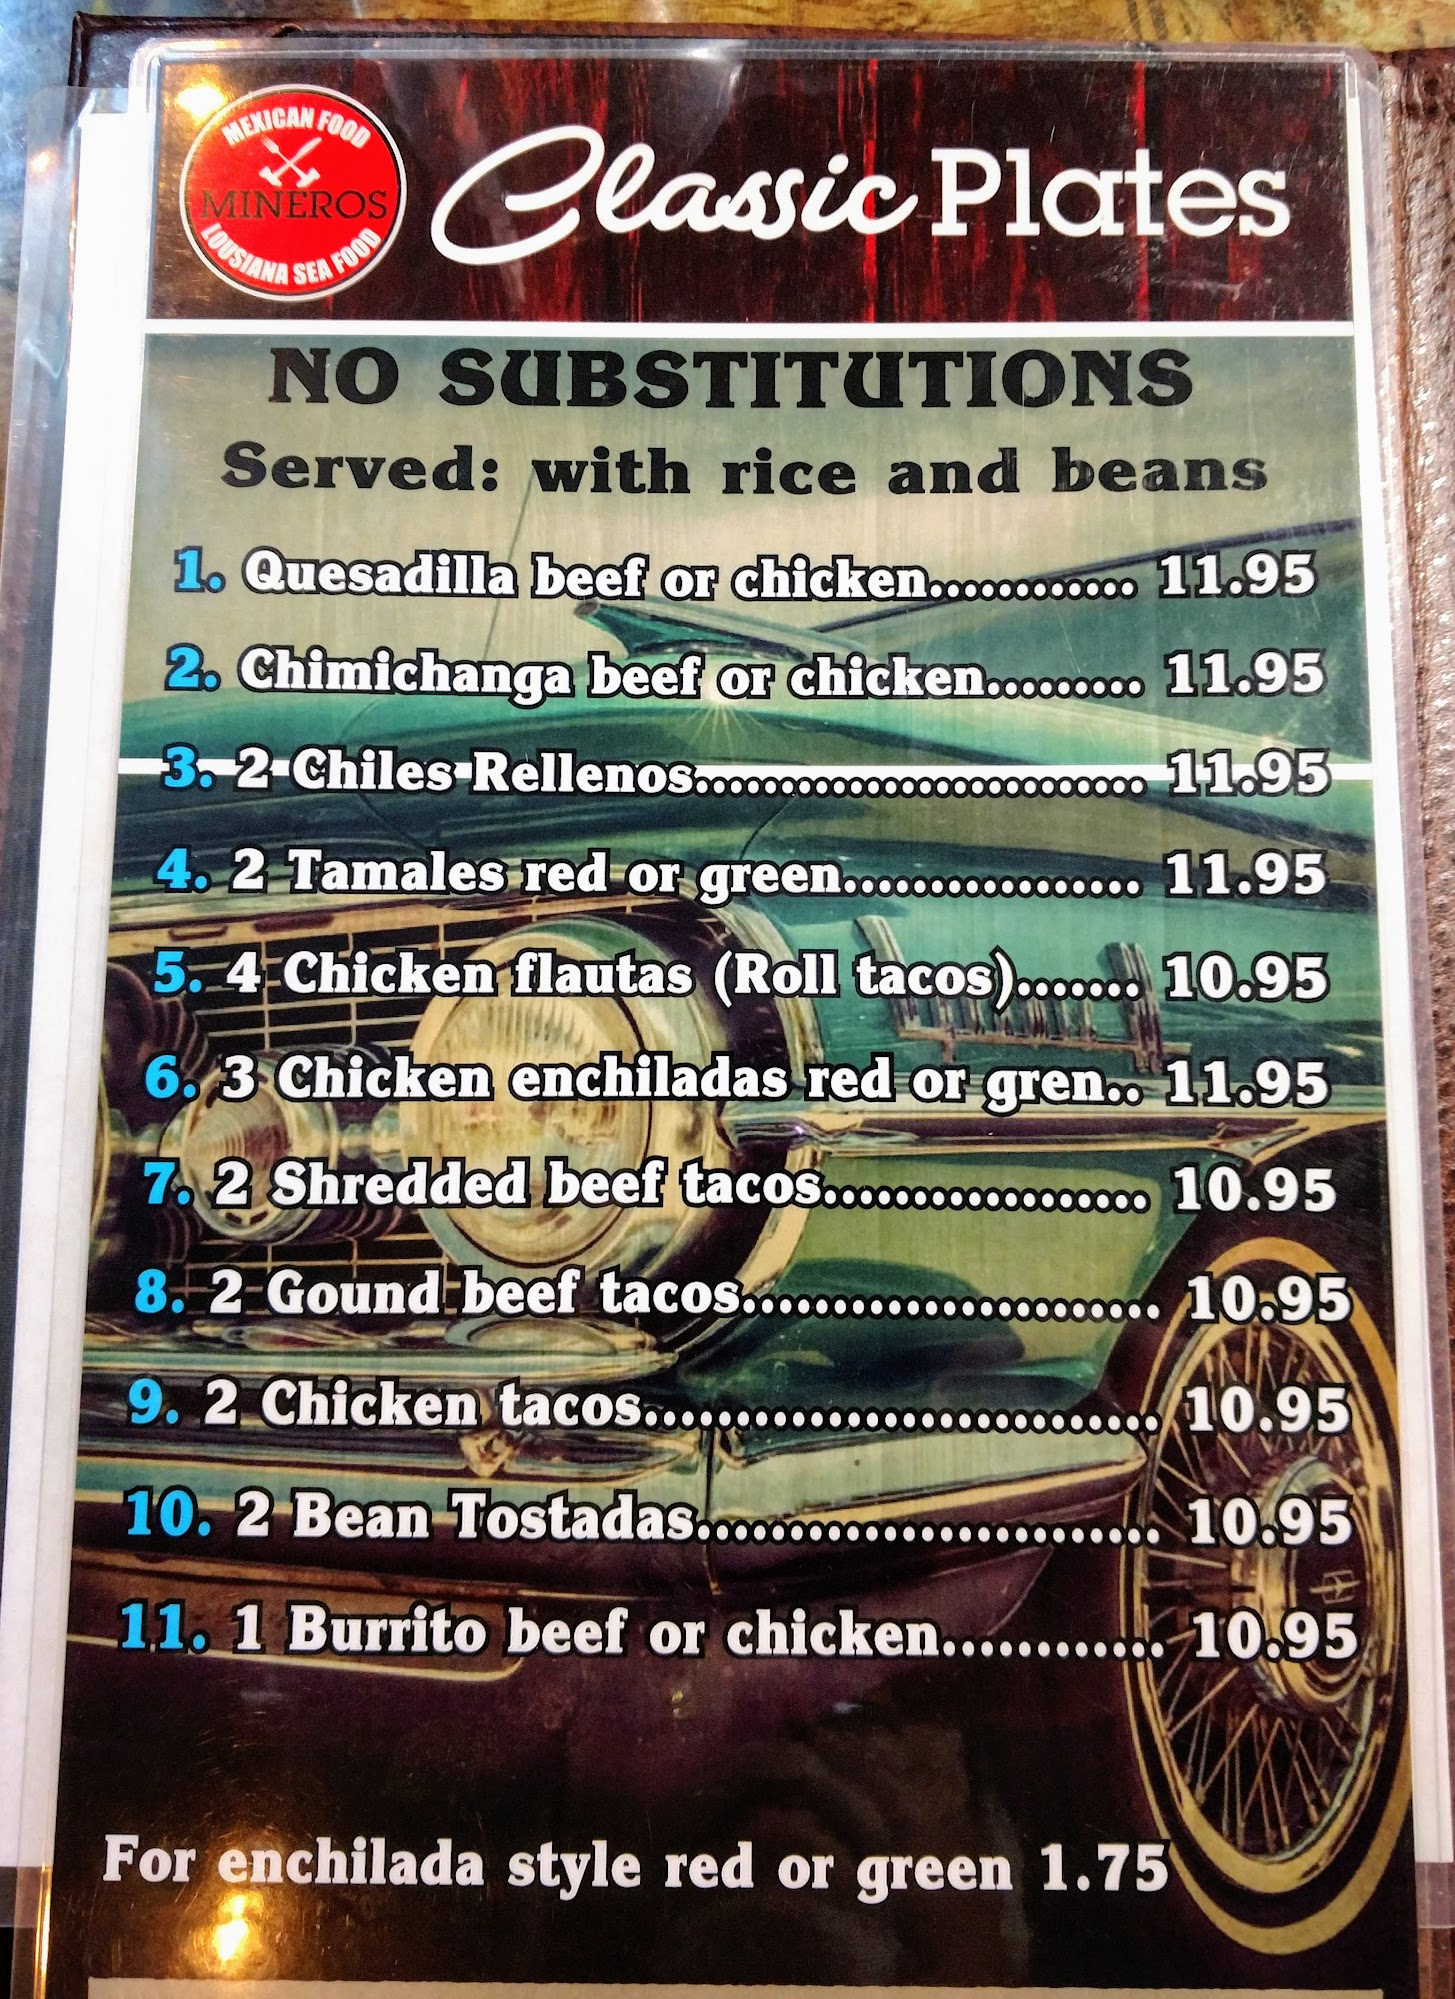 MEXICAN FOOD
MINEROS
LOUSIANA SEA FOOD
Classic Plates
NO SUBSTITUTIONS
Served: with rice and beans
1. Quesadilla beef or chicken............ 11.95
2. Chimichanga beef or chicken......... 11.95
3. 2 Chiles Rellenos.......................... 11.95
4. 2 Tamales red or green................. 11.95
5. 4 Chicken flautas (Roll tacos)....... 10.95
6. 3 Chicken enchiladas red or gren.. 11.95
7. 2 Shredded beef tacos................... 10.95
8. 2 Gound beef tacos........................ 10.95
9. 2 Chicken tacos.............................. 10.95
10. 2 Bean Tostadas........................... 10.95
11. 1 Burrito beef or chicken............. 10.95
For enchilada style red or green 1.75